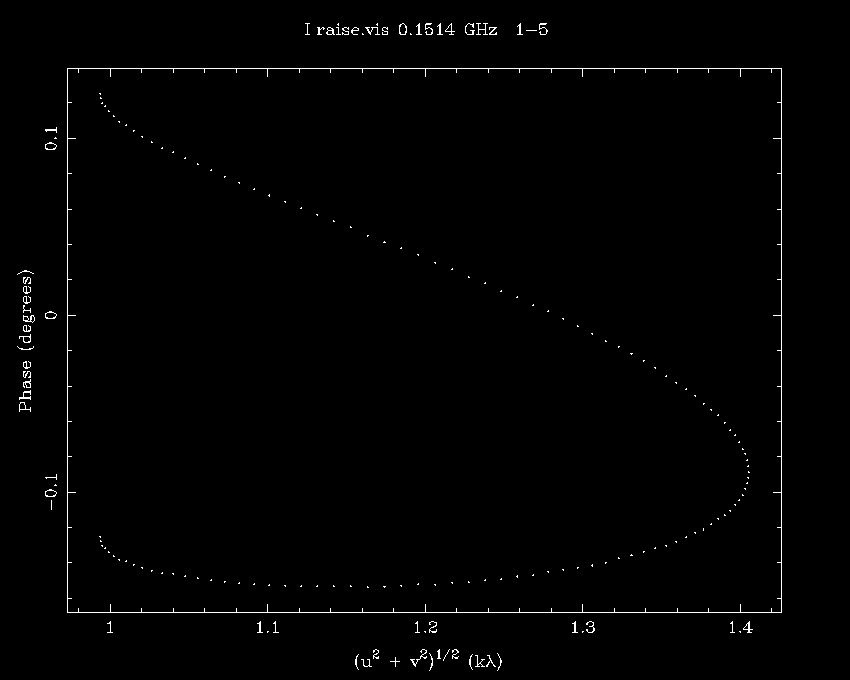 I raise.vis 0.1514 GHz 1−5
0.1
0
−0.1
Phase (degrees)
1 1.1 1.2 1.3 1.4
(u² + v²)¹/² (kλ)